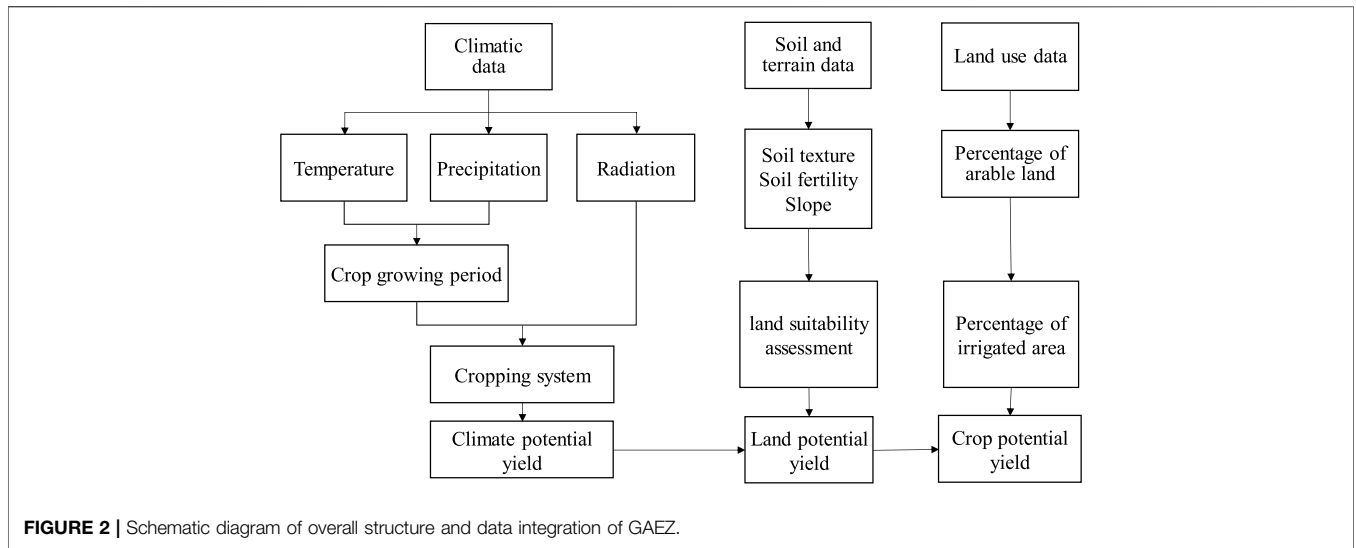 Climatic
data
Soil and
terrain data
Land use data
Temperature
Precipitation
Radiation
Soil texture
Soil fertility
Slope
Percentage of
arable land
Crop growing period
land suitability
assessment
Percentage of
irrigated area
Cropping system
Climate potential
yield
Land potential
yield
Crop potential
yield
FIGURE 2 | Schematic diagram of overall structure and data integration of GAEZ.